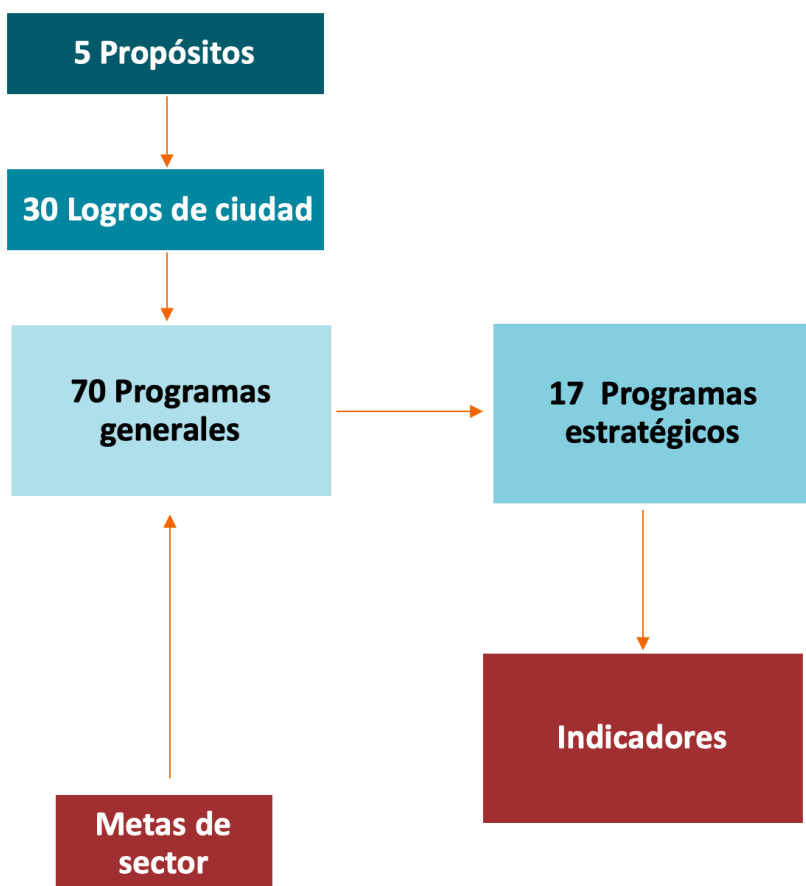 5 Propósitos
30 Logros de ciudad
70 Programas
generales
17 Programas
estratégicos
Indicadores
Metas de
sector